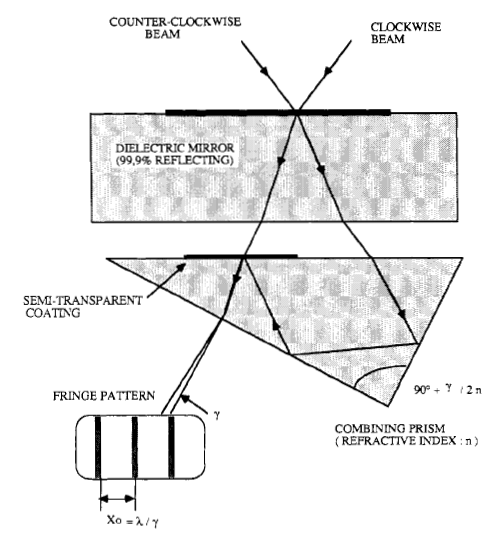 COUNTER-CLOCKWISE
BEAM
CLOCKWISE
BEAM
DIELECTRIC MIRROR
(99,9% REFLECTING)
SEMI-TRANSPARENT
COATING
FRINGE PATTERN
γ
90° + γ / 2 n
COMBINING PRISM
( REFRACTIVE INDEX : n )
Xo = λ / γ